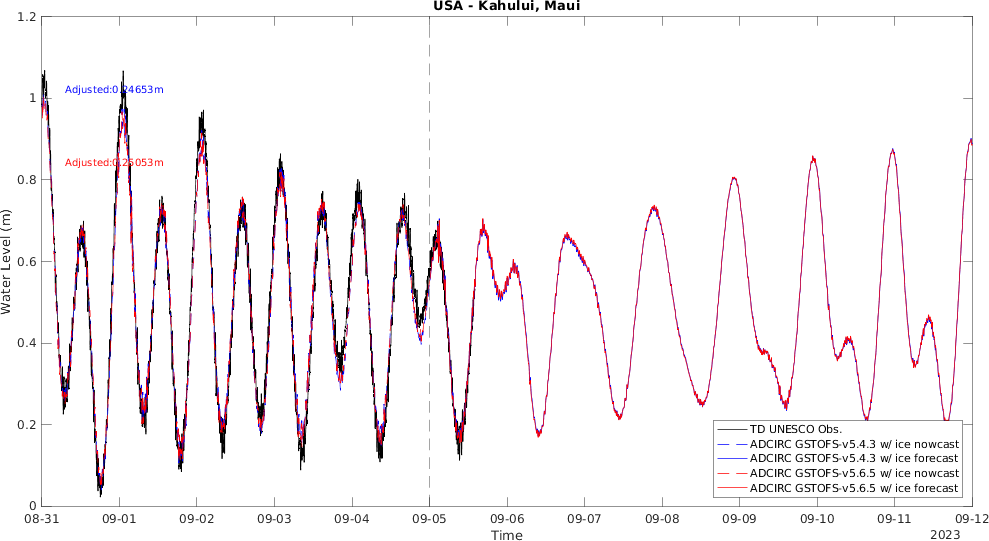 USA - Kahului, Maui
1.2
1
0.8
0.6
0.4
0.2
0
Water Level (m)
Adjusted:0.24653m
Adjusted:0.25053m
TD UNESCO Obs.
ADCIRC GSTOFS-v5.4.3 w/ ice nowcast
ADCIRC GSTOFS-v5.4.3 w/ ice forecast
ADCIRC GSTOFS-v5.6.5 w/ ice nowcast
ADCIRC GSTOFS-v5.6.5 w/ ice forecast
08-31 09-01 09-02 09-03 09-04 09-05 09-06 09-07 09-08 09-09 09-10 09-11 09-12
Time
2023